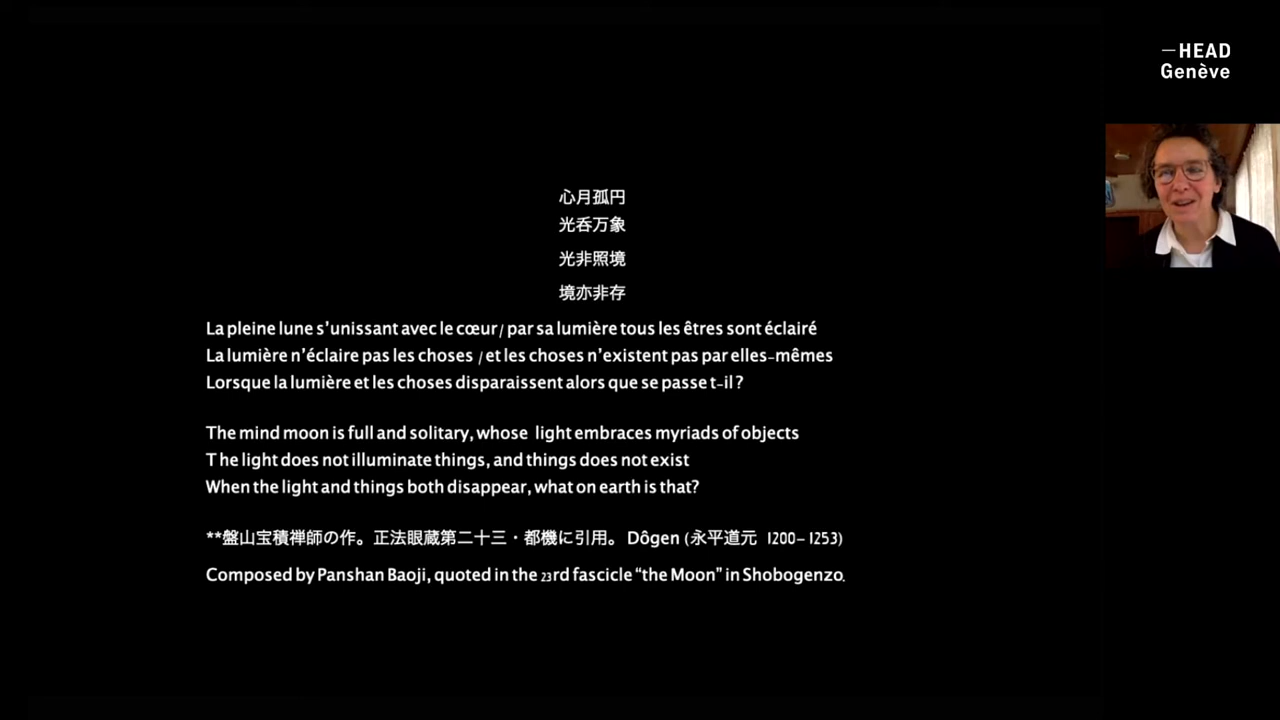 —HEAD
Genève
心月孤円
光呑万象
光非照境
境亦非存
La pleine lune s’unissant avec le cœur / par sa lumière tous les êtres sont éclairé
La lumière n’éclaire pas les choses / et les choses n’existent pas par elles-mêmes
Lorsque la lumière et les choses disparaissent alors que se passe t-il ?
The mind moon is full and solitary, whose light embraces myriads of objects
T he light does not illuminate things, and things does not exist
When the light and things both disappear, what on earth is that?
**盤山宝積禅師の作。正法眼蔵第二十三・都機に引用。 Dôgen (永平道元 1200– 1253)
Composed by Panshan Baoji, quoted in the 23rd fascicle “the Moon” in Shobogenzo.